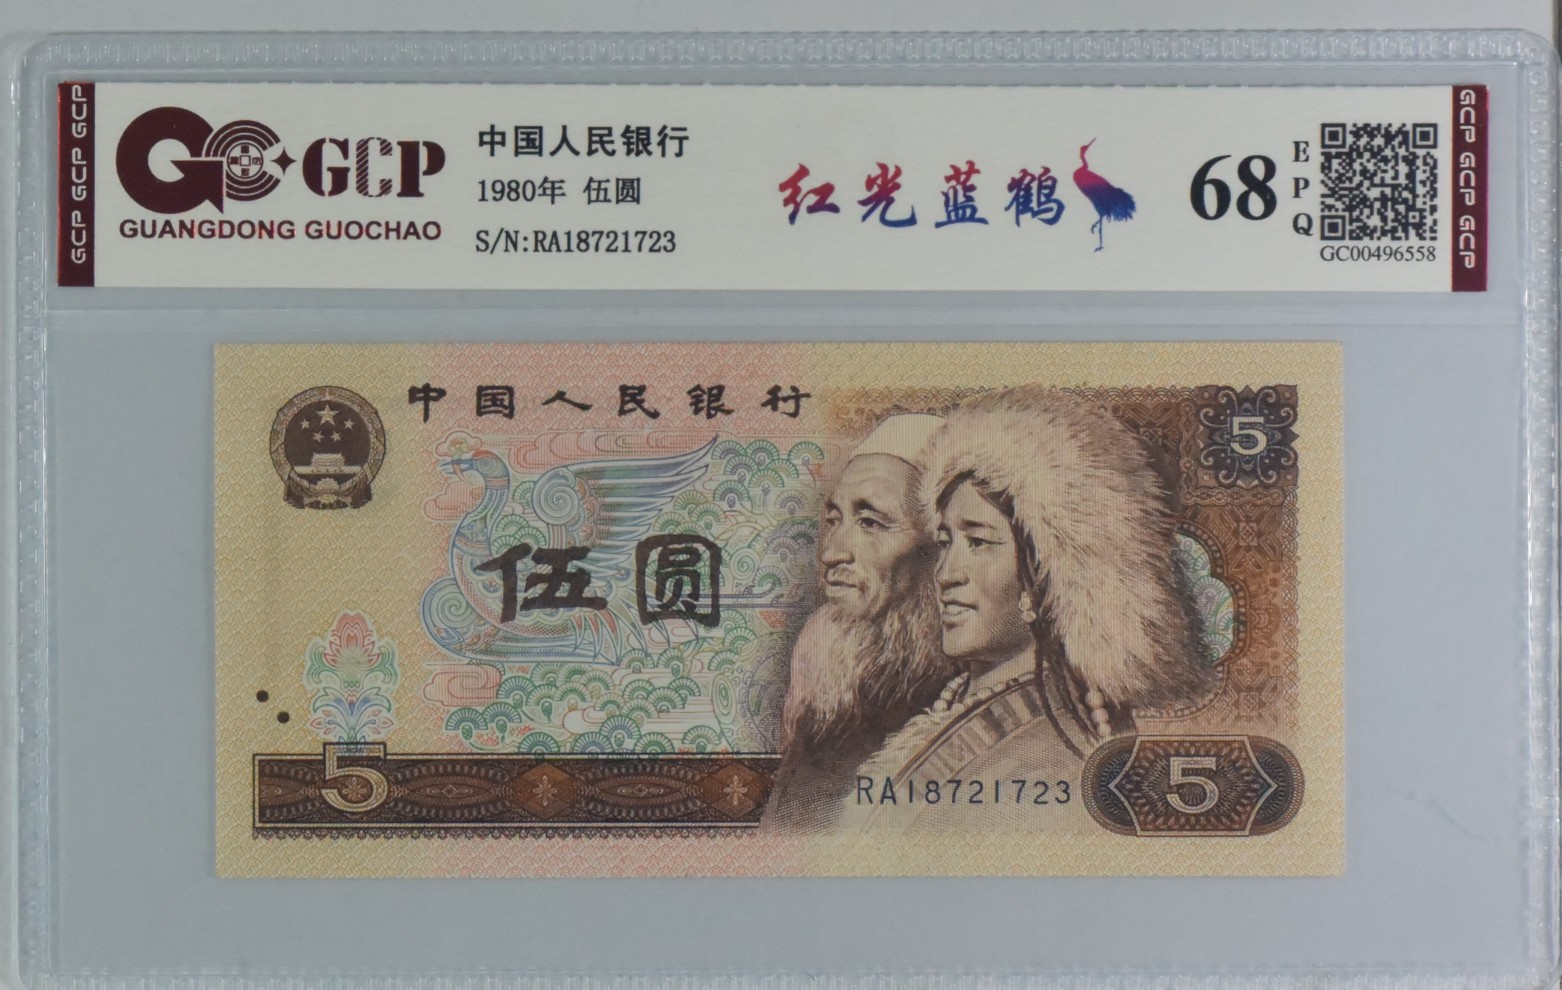 GCP GCP GCP
GCP
GUANGDONG GUOCHAO
中国人民银行
1980年 伍圆
S/N:RA18721723
红光蓝鹤
68
EPQ
GC00496558
GCP GCP GCP
中国人民银行
5
伍圆
5
RA18721723
5